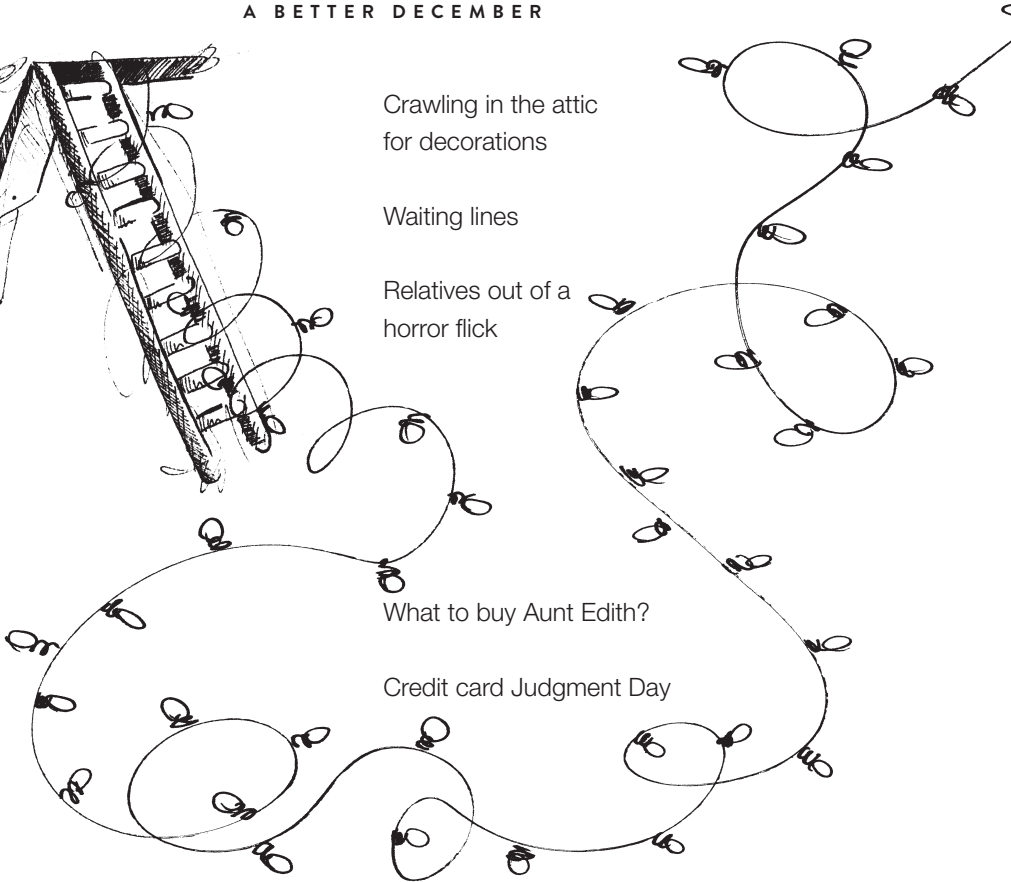 A BETTER DECEMBER
Crawling in the attic
for decorations
Waiting lines
Relatives out of a
horror flick
What to buy Aunt Edith?
Credit card Judgment Day